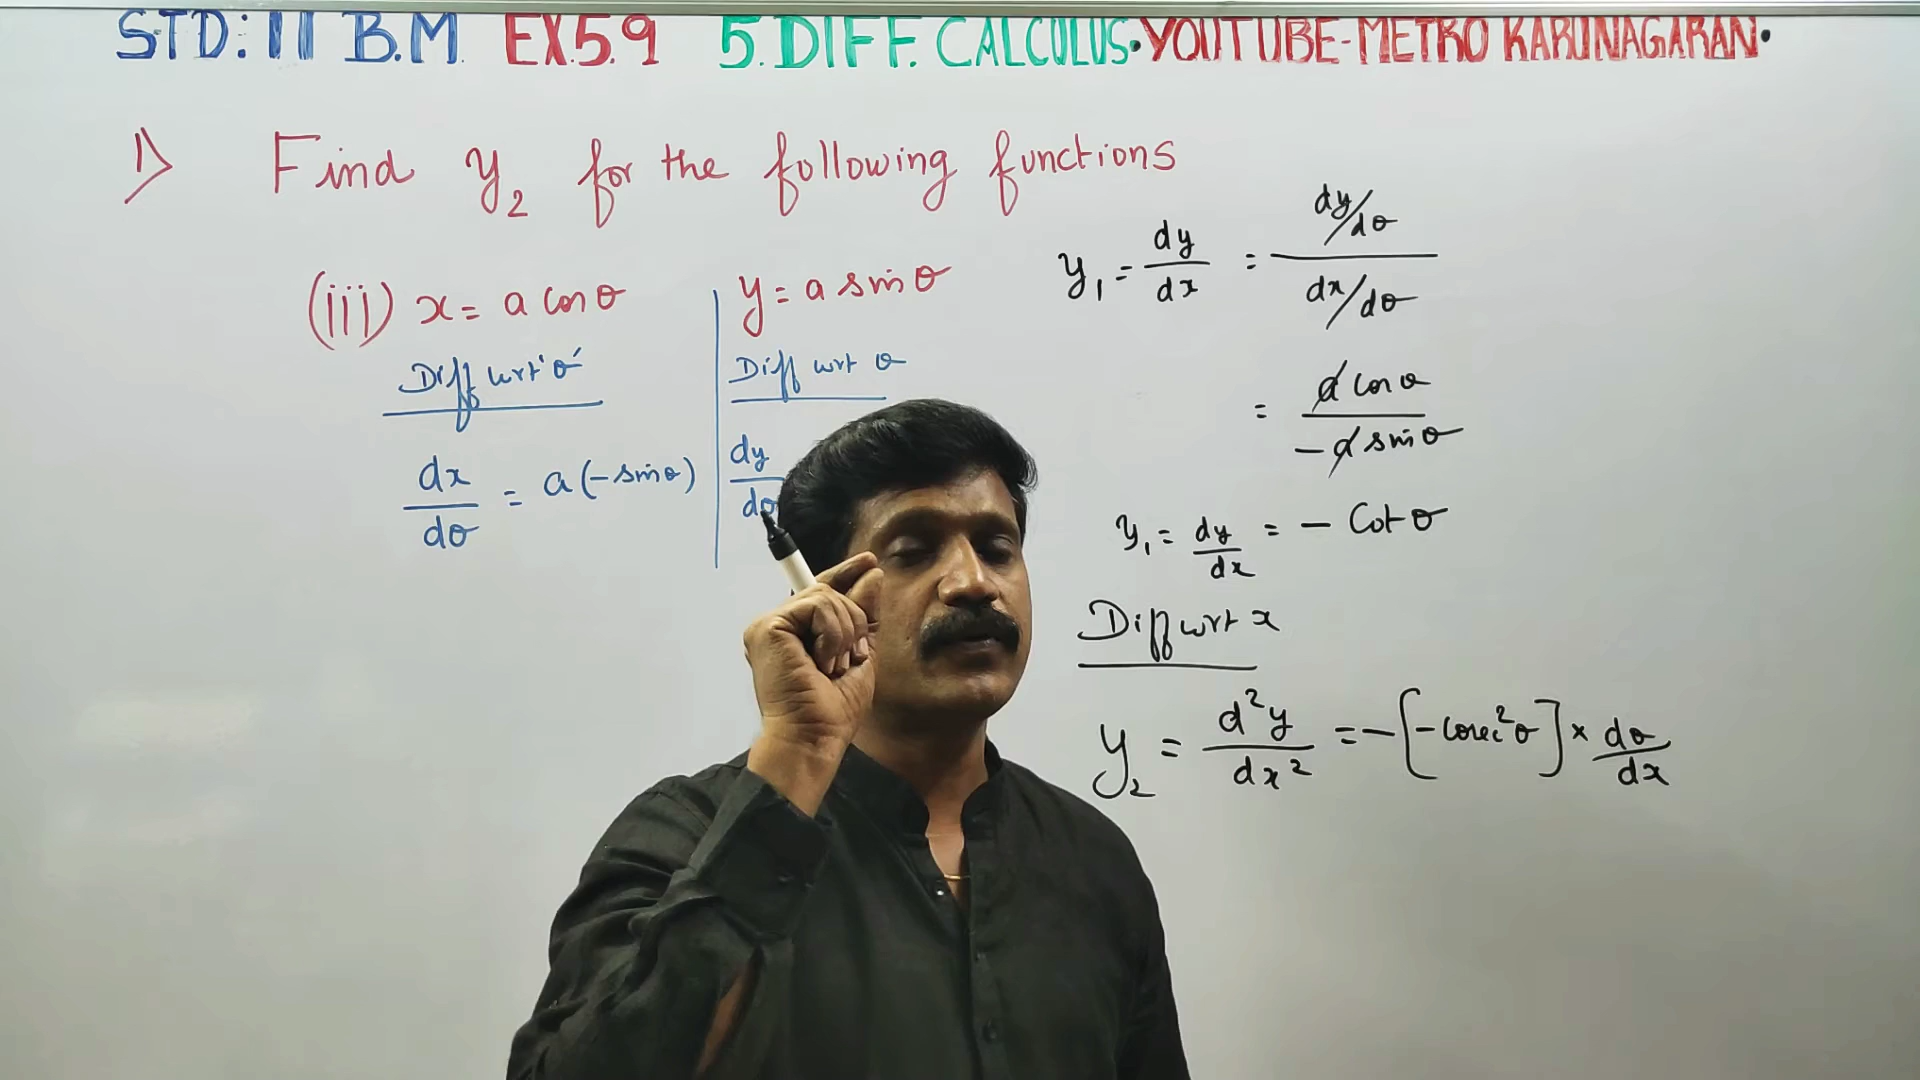 STD: 11 B.M. EX.5.9 5. DIFF. CALCULUS. YOUTUBE-METRO KARUNAGARAN.
1) Find y₂ for the following functions
(iii) x = a cos θ
Diff wrt 'θ'
dx/dθ = a(-sin θ)
y = a sin θ
Diff wrt θ
dy/dθ
y₁ = dy/dx = (dy/dθ)/(dx/dθ)
= a cos θ / -a sin θ
y₁ = dy/dx = - Cot θ
Diff wrt x
y₂ = d²y/dx² = -[-cosec²θ] × dθ/dx